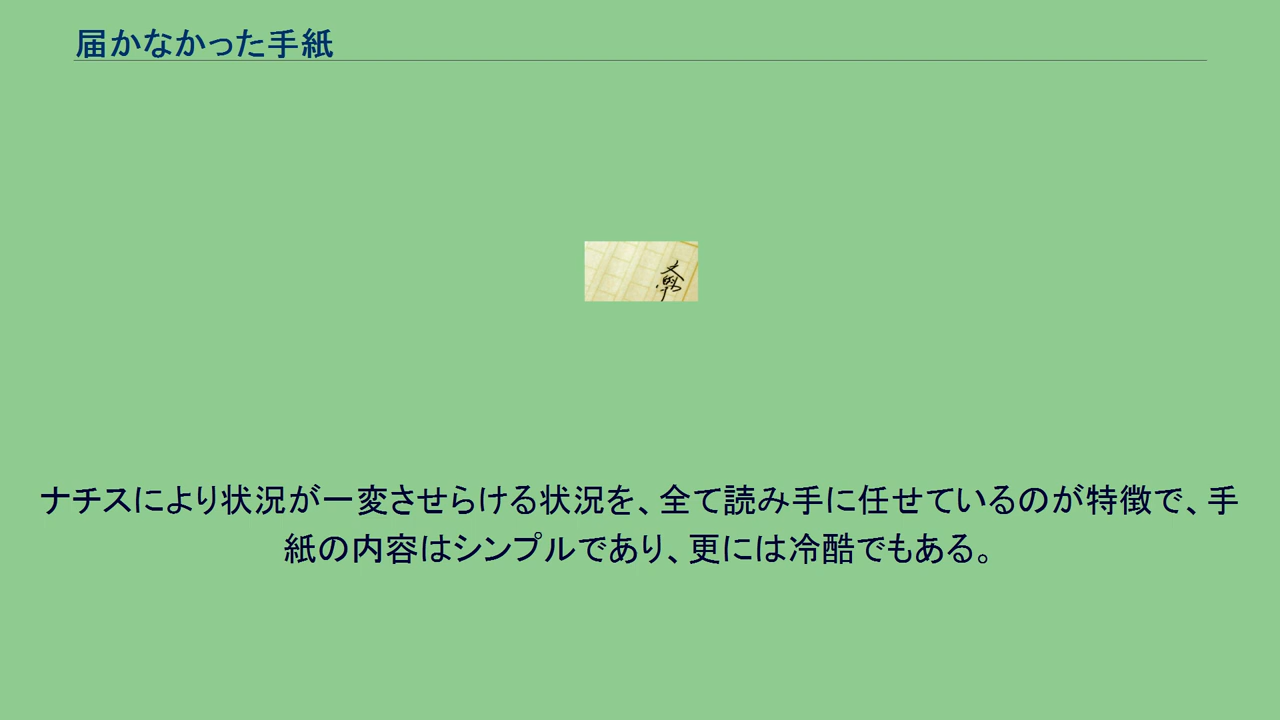 届かなかった手紙
ナチスにより状況が一変させらける状況を、全て読み手に任せているのが特徴で、手
紙の内容はシンプルであり、更には冷酷でもある。